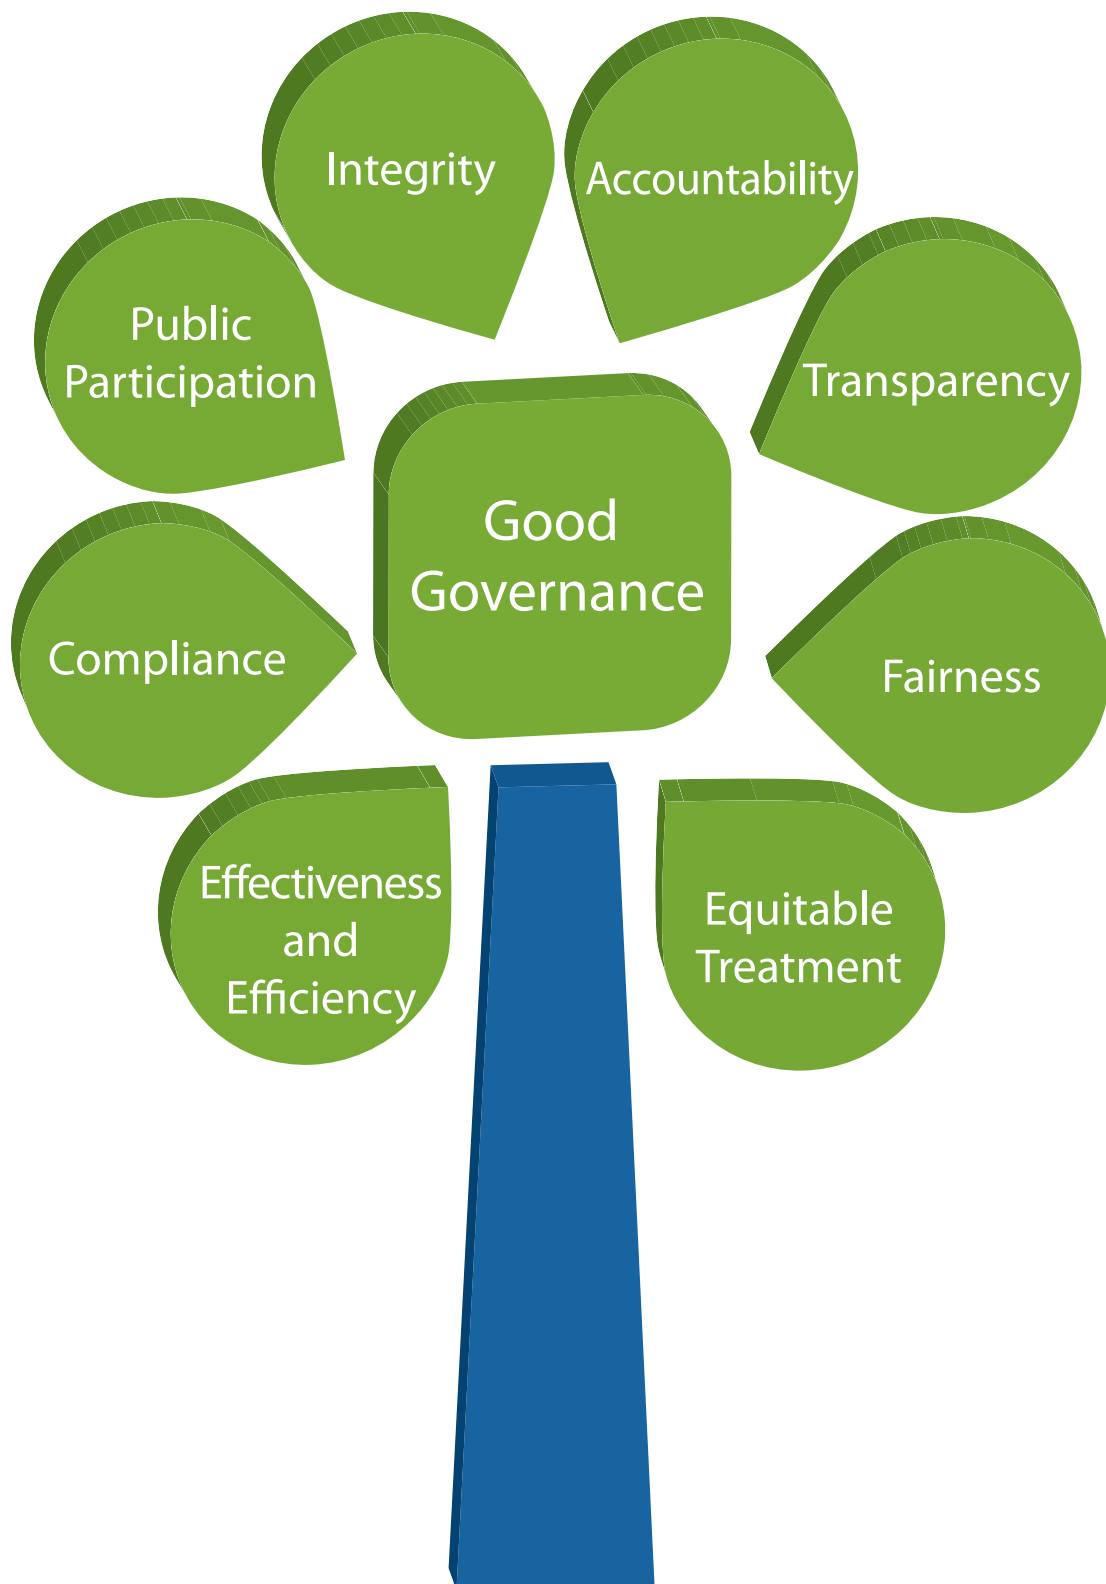 Integrity
Accountability
Public
Participation
Transparency
Good
Governance
Compliance
Fairness
Effectiveness
and
Efficiency
Equitable
Treatment